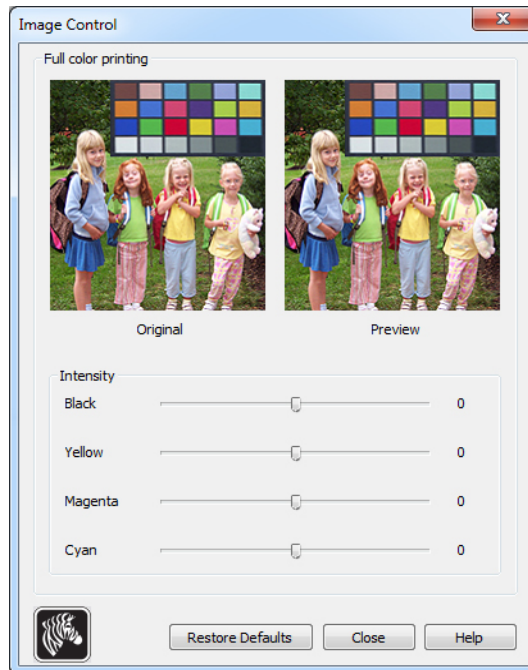 Image Control
Full color printing
Original
Preview
Intensity
Black 0
Yellow 0
Magenta 0
Cyan 0
Restore Defaults Close Help